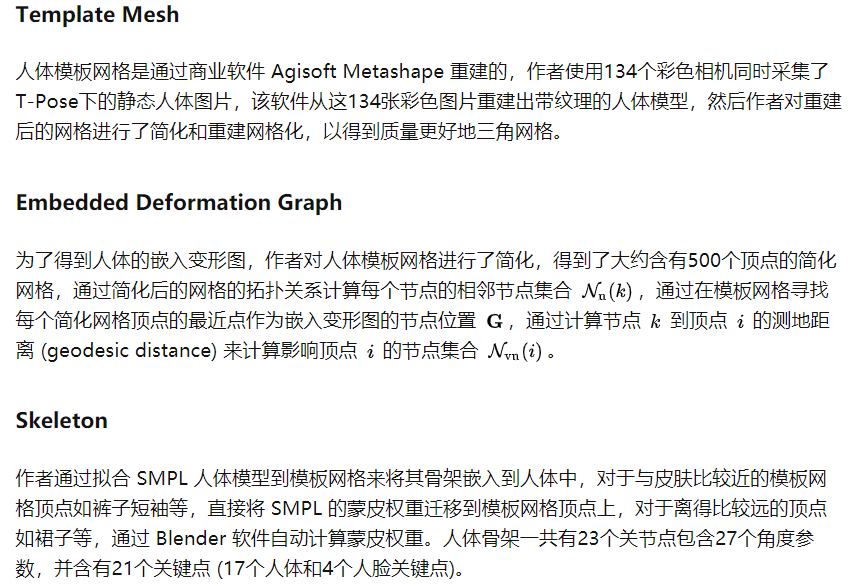 Template Mesh
人体模板网格是通过商业软件 Agisoft Metashape 重建的，作者使用134个彩色相机同时采集了
T-Pose下的静态人体图片，该软件从这134张彩色图片重建出带纹理的人体模型，然后作者对重建
后的网格进行了简化和重建网格化，以得到质量更好地三角网格。
Embedded Deformation Graph
为了得到人体的嵌入变形图，作者对人体模板网格进行了简化，得到了大约含有500个顶点的简化
网格，通过简化后的网格的拓扑关系计算每个节点的相邻节点集合 𝒩n(k)，通过在模板网格寻找
每个简化网格顶点的最近点作为嵌入变形图的节点位置 G，通过计算节点 k 到顶点 i 的测地距
离 (geodesic distance) 来计算影响顶点 i 的节点集合 𝒩vn(i)。
Skeleton
作者通过拟合 SMPL 人体模型到模板网格来将其骨架嵌入到人体中，对于与皮肤比较近的模板网
格顶点如裤子短袖等，直接将 SMPL 的蒙皮权重迁移到模板网格顶点上，对于离得比较远的顶点
如裙子等，通过 Blender 软件自动计算蒙皮权重。人体骨架一共有23个关节点包含27个角度参
数，并含有21个关键点 (17个人体和4个人脸关键点)。